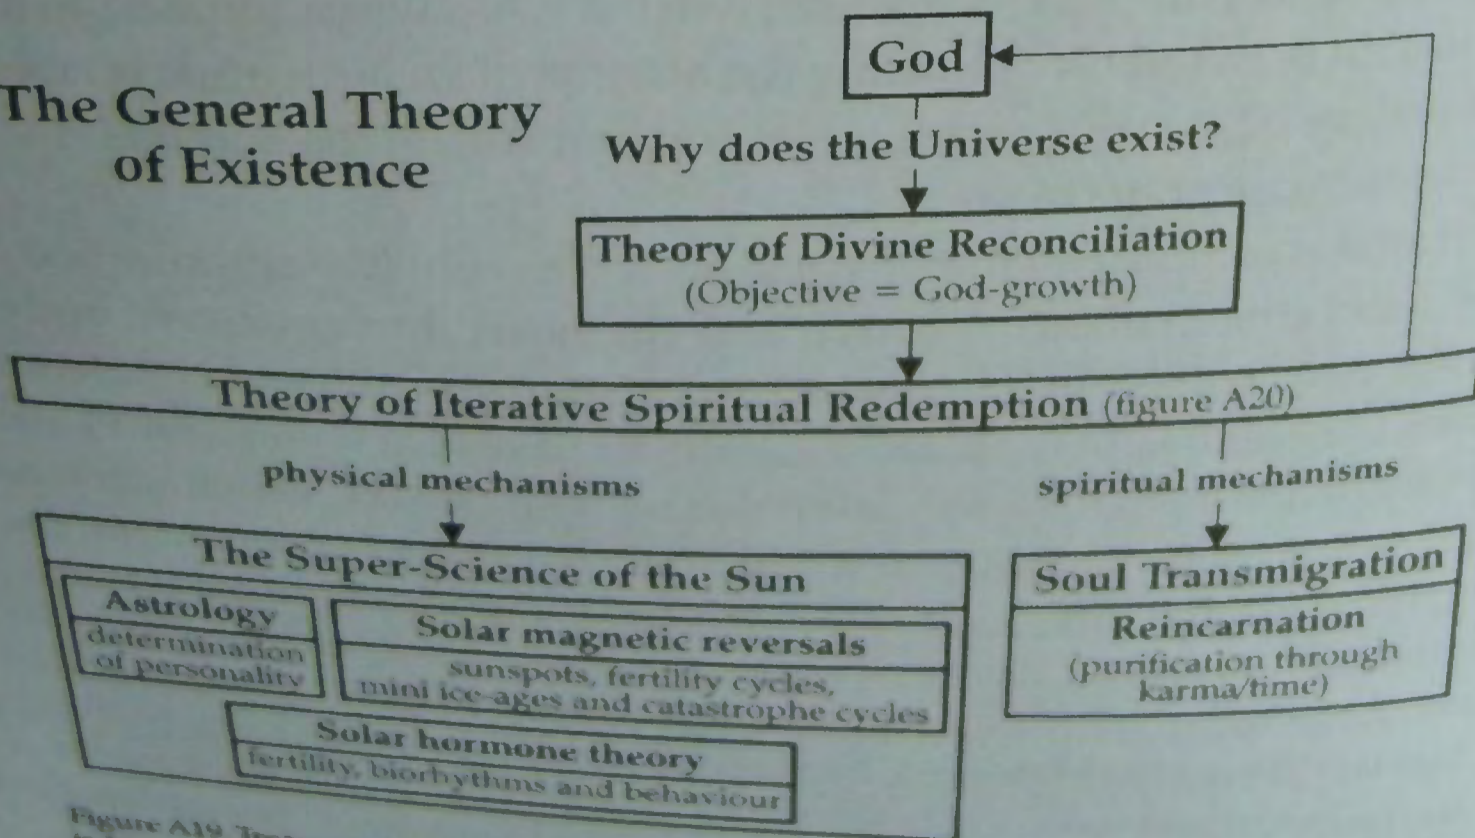 God
The General Theory
of Existence
Why does the Universe exist?
Theory of Divine Reconciliation
(Objective = God-growth)
Theory of Iterative Spiritual Redemption (figure A20)
physical mechanisms
spiritual mechanisms
The Super-Science of the Sun
Astrology
determination
of personality
Solar magnetic reversals
sunspots, fertility cycles,
mini ice-ages and catastrophe cycles
Solar hormone theory
fertility, biorhythms and behaviour
Soul Transmigration
Reincarnation
(purification through
karma/time)
Figure A19